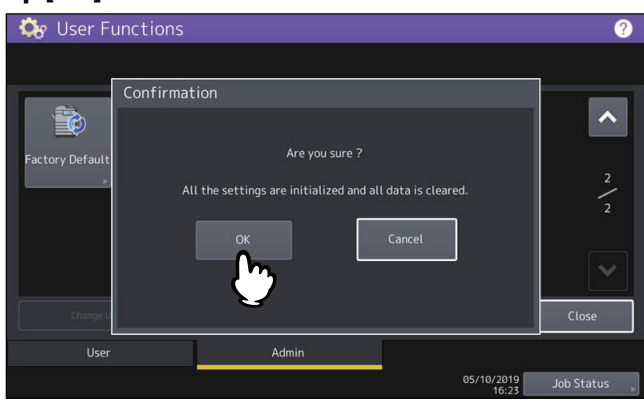 User Functions
?
Confirmation
Are you sure ?
All the settings are initialized and all data is cleared.
Factory Default
2
2
OK
Cancel
Change U
Close
User
Admin
05/10/2019
16:23
Job Status